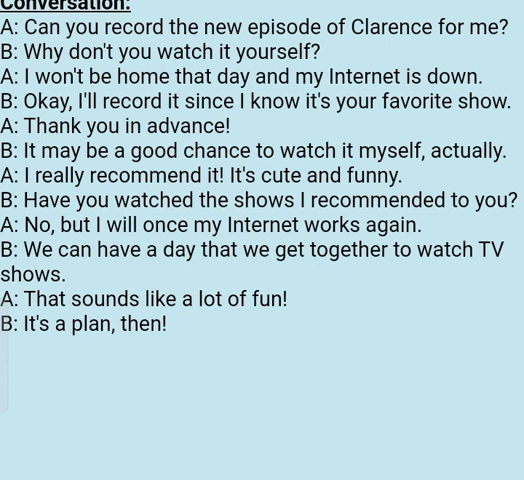 Conversation:
A: Can you record the new episode of Clarence for me?
B: Why don't you watch it yourself?
A: I won't be home that day and my Internet is down.
B: Okay, I'll record it since I know it's your favorite show.
A: Thank you in advance!
B: It may be a good chance to watch it myself, actually.
A: I really recommend it! It's cute and funny.
B: Have you watched the shows I recommended to you?
A: No, but I will once my Internet works again.
B: We can have a day that we get together to watch TV
shows.
A: That sounds like a lot of fun!
B: It's a plan, then!